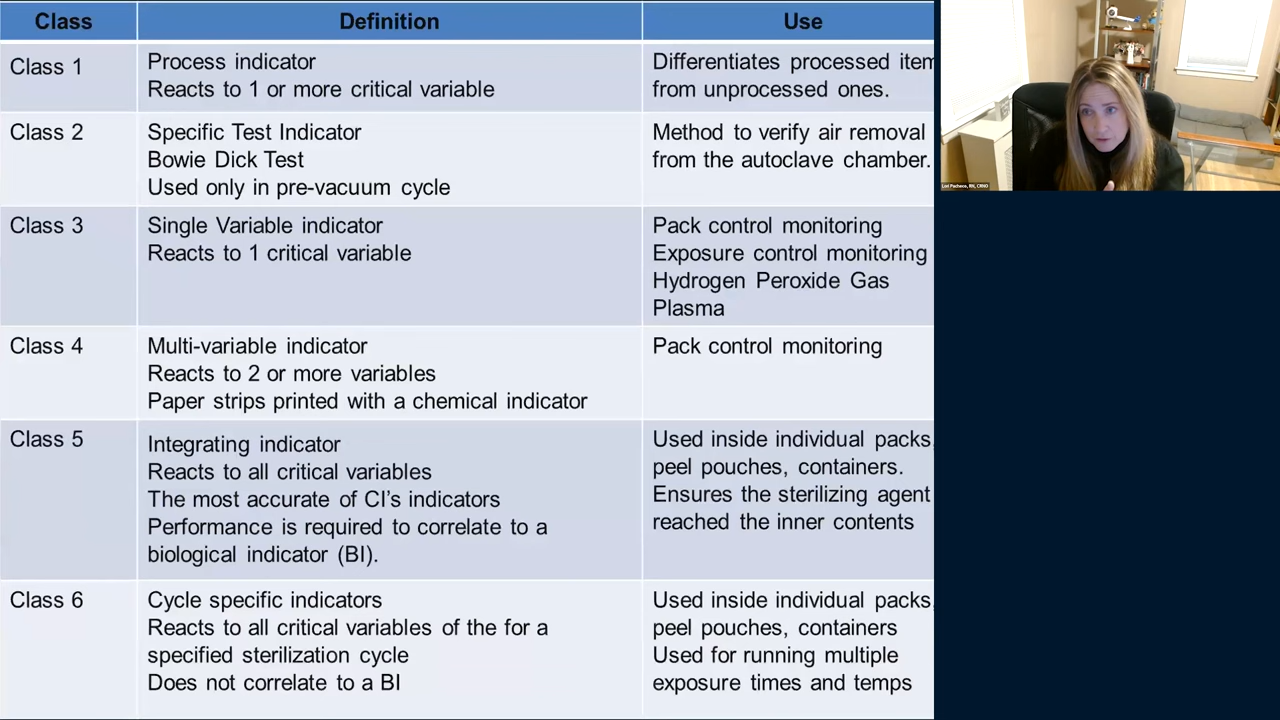 Class Definition Use
Class 1
Process indicator
Reacts to 1 or more critical variable
Differentiates processed item
from unprocessed ones.
Class 2
Specific Test Indicator
Bowie Dick Test
Used only in pre-vacuum cycle
Method to verify air removal
from the autoclave chamber.
Class 3
Single Variable indicator
Reacts to 1 critical variable
Pack control monitoring
Exposure control monitoring
Hydrogen Peroxide Gas
Plasma
Class 4
Multi-variable indicator
Reacts to 2 or more variables
Paper strips printed with a chemical indicator
Pack control monitoring
Class 5
Integrating indicator
Reacts to all critical variables
The most accurate of CI's indicators
Performance is required to correlate to a
biological indicator (BI).
Used inside individual packs,
peel pouches, containers.
Ensures the sterilizing agent
reached the inner contents
Class 6
Cycle specific indicators
Reacts to all critical variables of the for a
specified sterilization cycle
Does not correlate to a BI
Used inside individual packs,
peel pouches, containers
Used for running multiple
exposure times and temps
Lori Pacheco, RN, CRNO